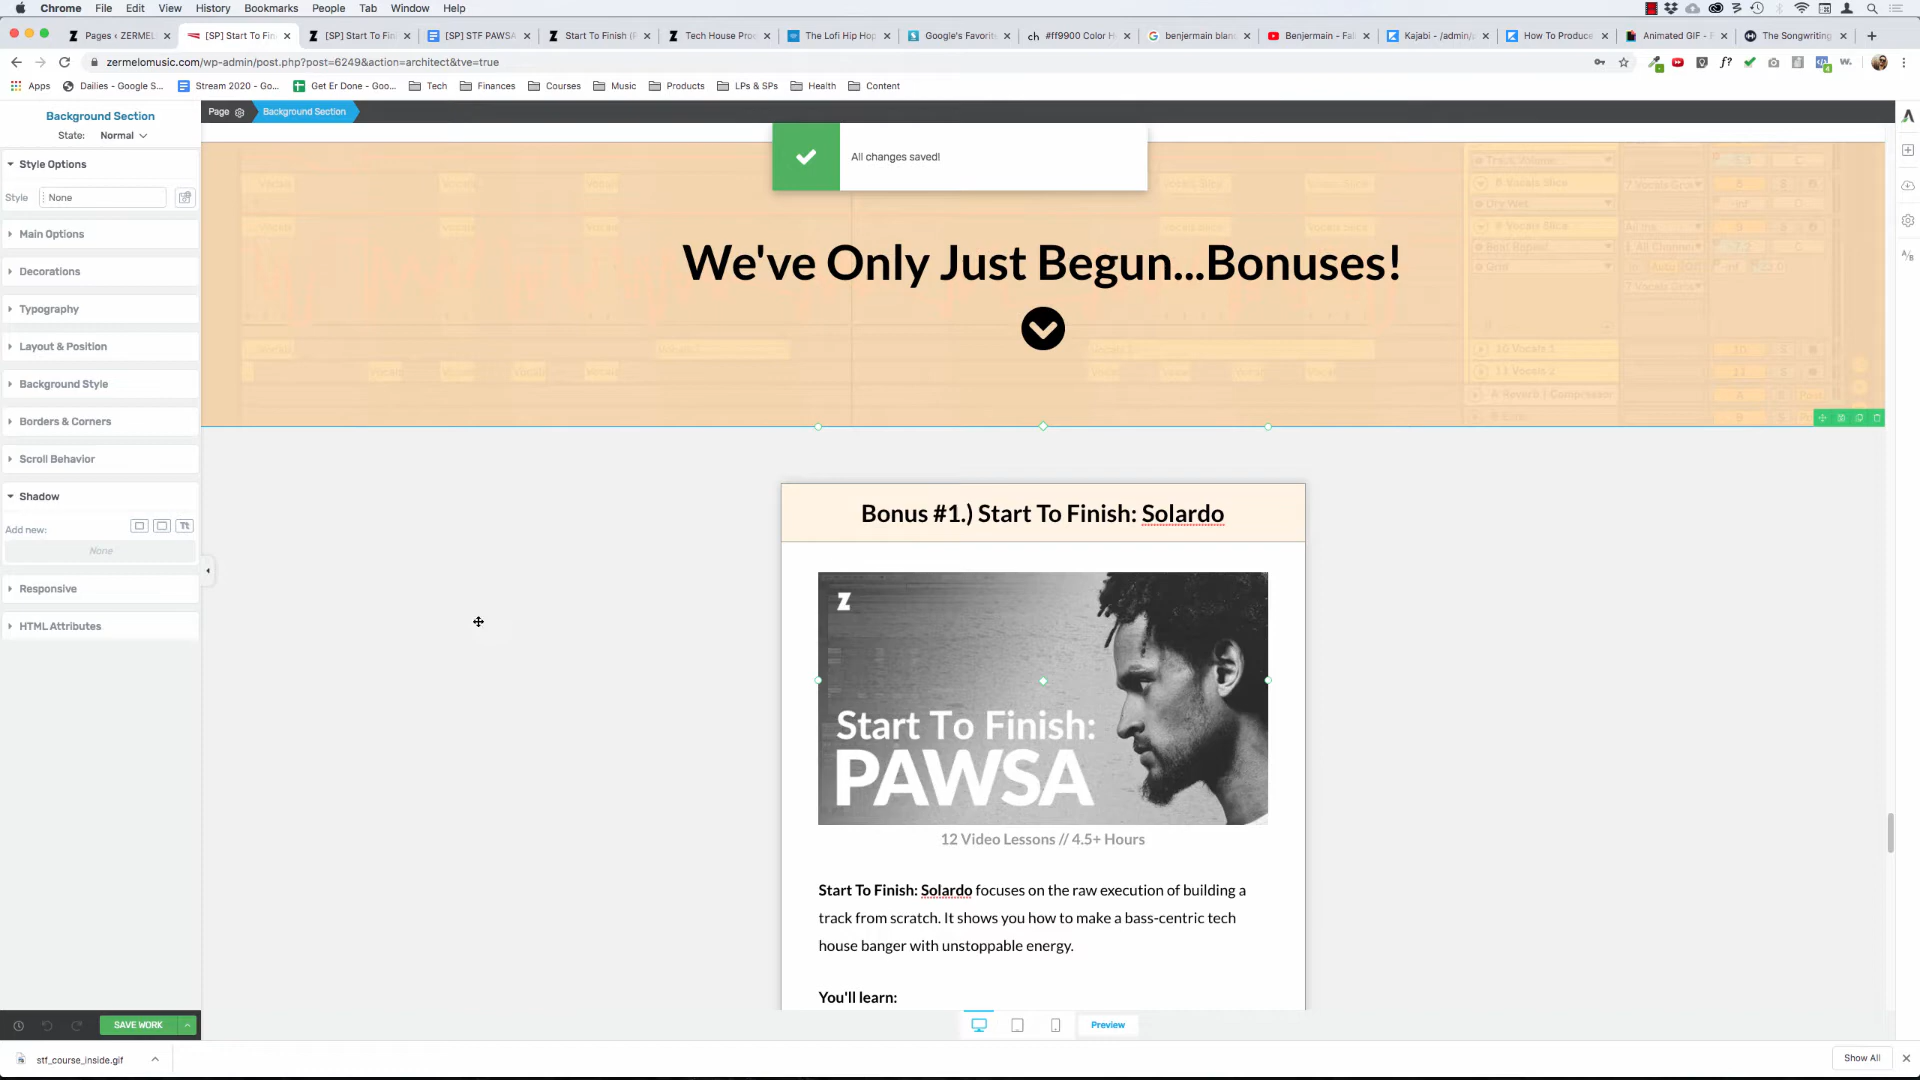 Chrome File Edit View History Bookmarks People Tab Window Help
Pages ‹ ZERMEL
[SP] Start To Fin
[SP] Start To Fin
[SP] STF PAWSA
Start To Finish (
Tech House Pro
The Lofi Hip Hop
Google's Favorite
#ff9900 Color H
benjermain blan
Benjermain - Fal
Kajabi - /admin/
How To Produce
Animated GIF - F
The Songwriting
zermelomusic.com/wp-admin/post.php?post=6249&action=architect&tve=true
Apps
Dailies - Google S...
Stream 2020 - Go...
Get Er Done - Goo...
Tech
Finances
Courses
Music
Products
LPs & SPs
Health
Content
Background Section
State: Normal
Style Options
Style None
Main Options
Decorations
Typography
Layout & Position
Background Style
Borders & Corners
Scroll Behavior
Shadow
Add new: Tt
None
Responsive
HTML Attributes
SAVE WORK
Page Background Section
All changes saved!
We've Only Just Begun...Bonuses!
Bonus #1.) Start To Finish: Solardo
Z
Start To Finish:
PAWSA
12 Video Lessons // 4.5+ Hours
Start To Finish: Solardo focuses on the raw execution of building a
track from scratch. It shows you how to make a bass-centric tech
house banger with unstoppable energy.
You'll learn:
Preview
stf_course_inside.gif
Show All